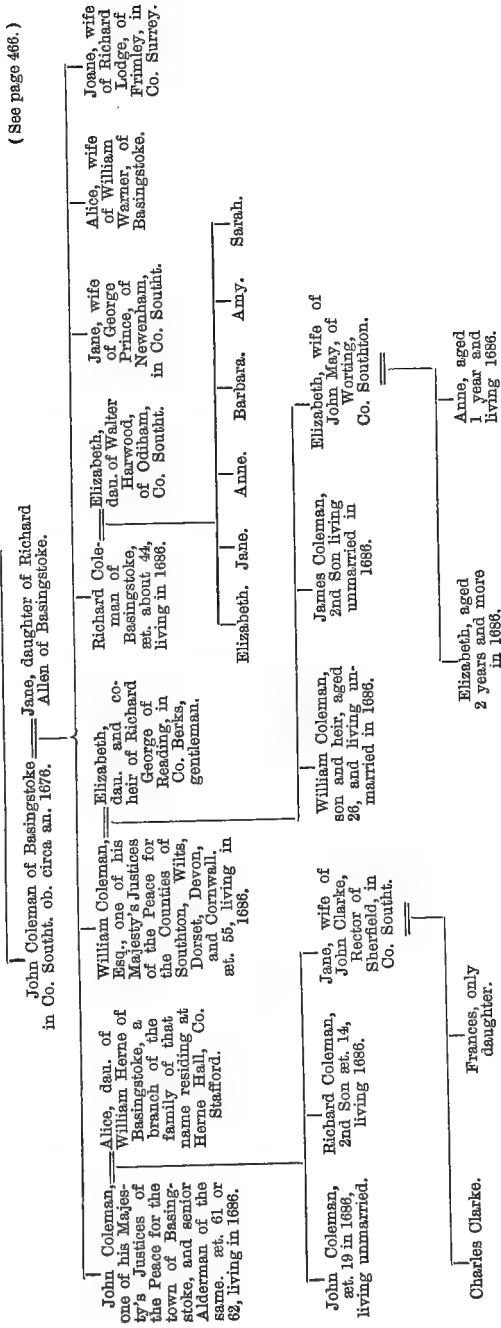 ( See page 466.)
John Coleman of Basingstoke
in Co. Southt. ob. circa an. 1676.
Jane, daughter of Richard
Allen of Basingstoke.
John Coleman,
one of his Majes-
ty's Justices of
the Peace for the
town of Basing-
stoke, and senior
Alderman of the
same. æt. 61 or
62, living in 1686.
Alice, dau. of
William Herne of
Basingstoke, a
branch of the
family of that
name residing at
Herne Hall, Co.
Stafford.
William Coleman,
Esq., one of his
Majesty's Justices
of the Peace for
the Counties of
Southton, Wilts,
Dorset, Devon,
and Cornwall.
æt. 55, living in
1686.
Elizabeth,
dau. and co-
heir of Richard
George of
Reading, in
Co. Berks,
gentleman.
Richard Cole-
man of
Basingstoke,
æt. about 44,
living in 1686.
Elizabeth,
dau. of Walter
Harwood,
of Odiham,
Co. Southt.
Jane, wife
of George
Prince, of
Newenham,
in Co. Southt.
Alice, wife
of William
Warner, of
Basingstoke.
Joane, wife
of Richard
Lodge, of
Frimley, in
Co. Surrey.
Elizabeth. Jane. Anne. Barbara. Amy. Sarah.
John Coleman,
æt. 19 in 1686,
living unmarried.
Richard Coleman,
2nd Son æt. 14,
living 1686.
Jane, wife of
John Clarke,
Rector of
Sherfield, in
Co. Southt.
William Coleman,
son and heir, aged
26, and living un-
married in 1686.
James Coleman,
2nd Son living
unmarried in
1686.
Elizabeth, wife of
John May, of
Worting,
Co. Southton.
Charles Clarke.
Frances, only
daughter.
Elizabeth, aged
2 years and more
in 1686.
Anne, aged
1 year and
living 1686.